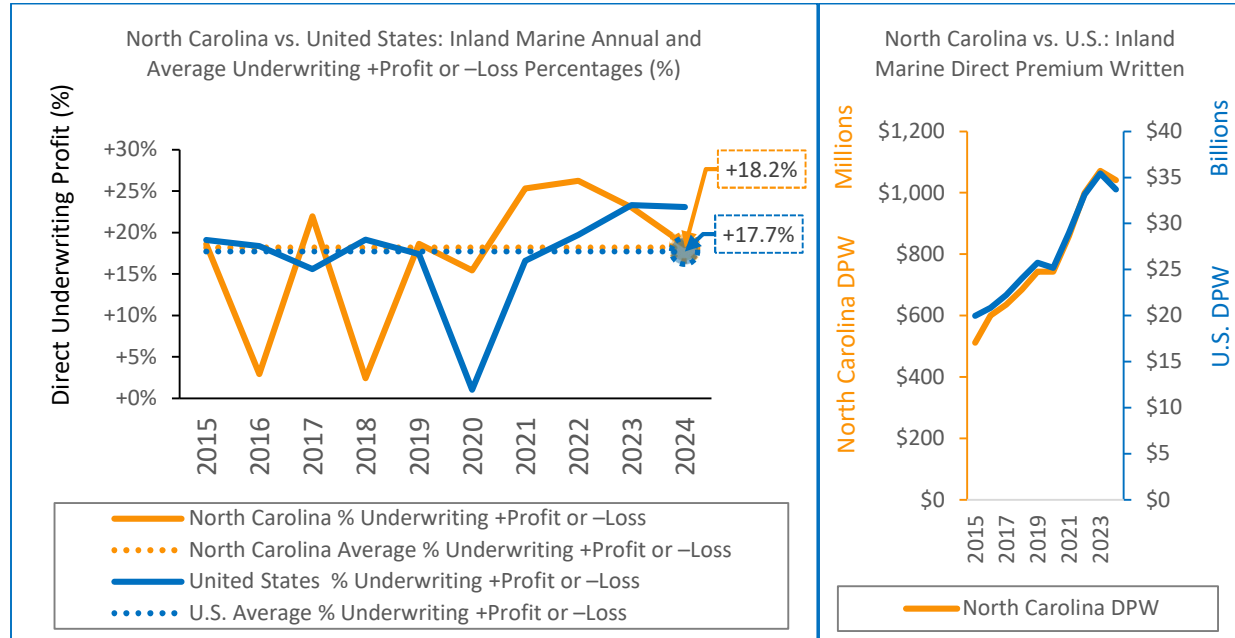 North Carolina vs. United States: Inland Marine Annual and
Average Underwriting +Profit or –Loss Percentages (%)
Direct Underwriting Profit (%)
+30%
+25%
+20%
+15%
+10%
+5%
+0%
+18.2%
+17.7%
2015
2016
2017
2018
2019
2020
2021
2022
2023
2024
North Carolina % Underwriting +Profit or –Loss
North Carolina Average % Underwriting +Profit or –Loss
United States  % Underwriting +Profit or –Loss
U.S. Average % Underwriting +Profit or –Loss
North Carolina vs. U.S.: Inland
Marine Direct Premium Written
North Carolina DPW
Millions
$1,200
$1,000
$800
$600
$400
$200
$0
$40
$35
$30
$25
$20
$15
$10
$5
$0
U.S. DPW
Billions
2015
2017
2019
2021
2023
North Carolina DPW